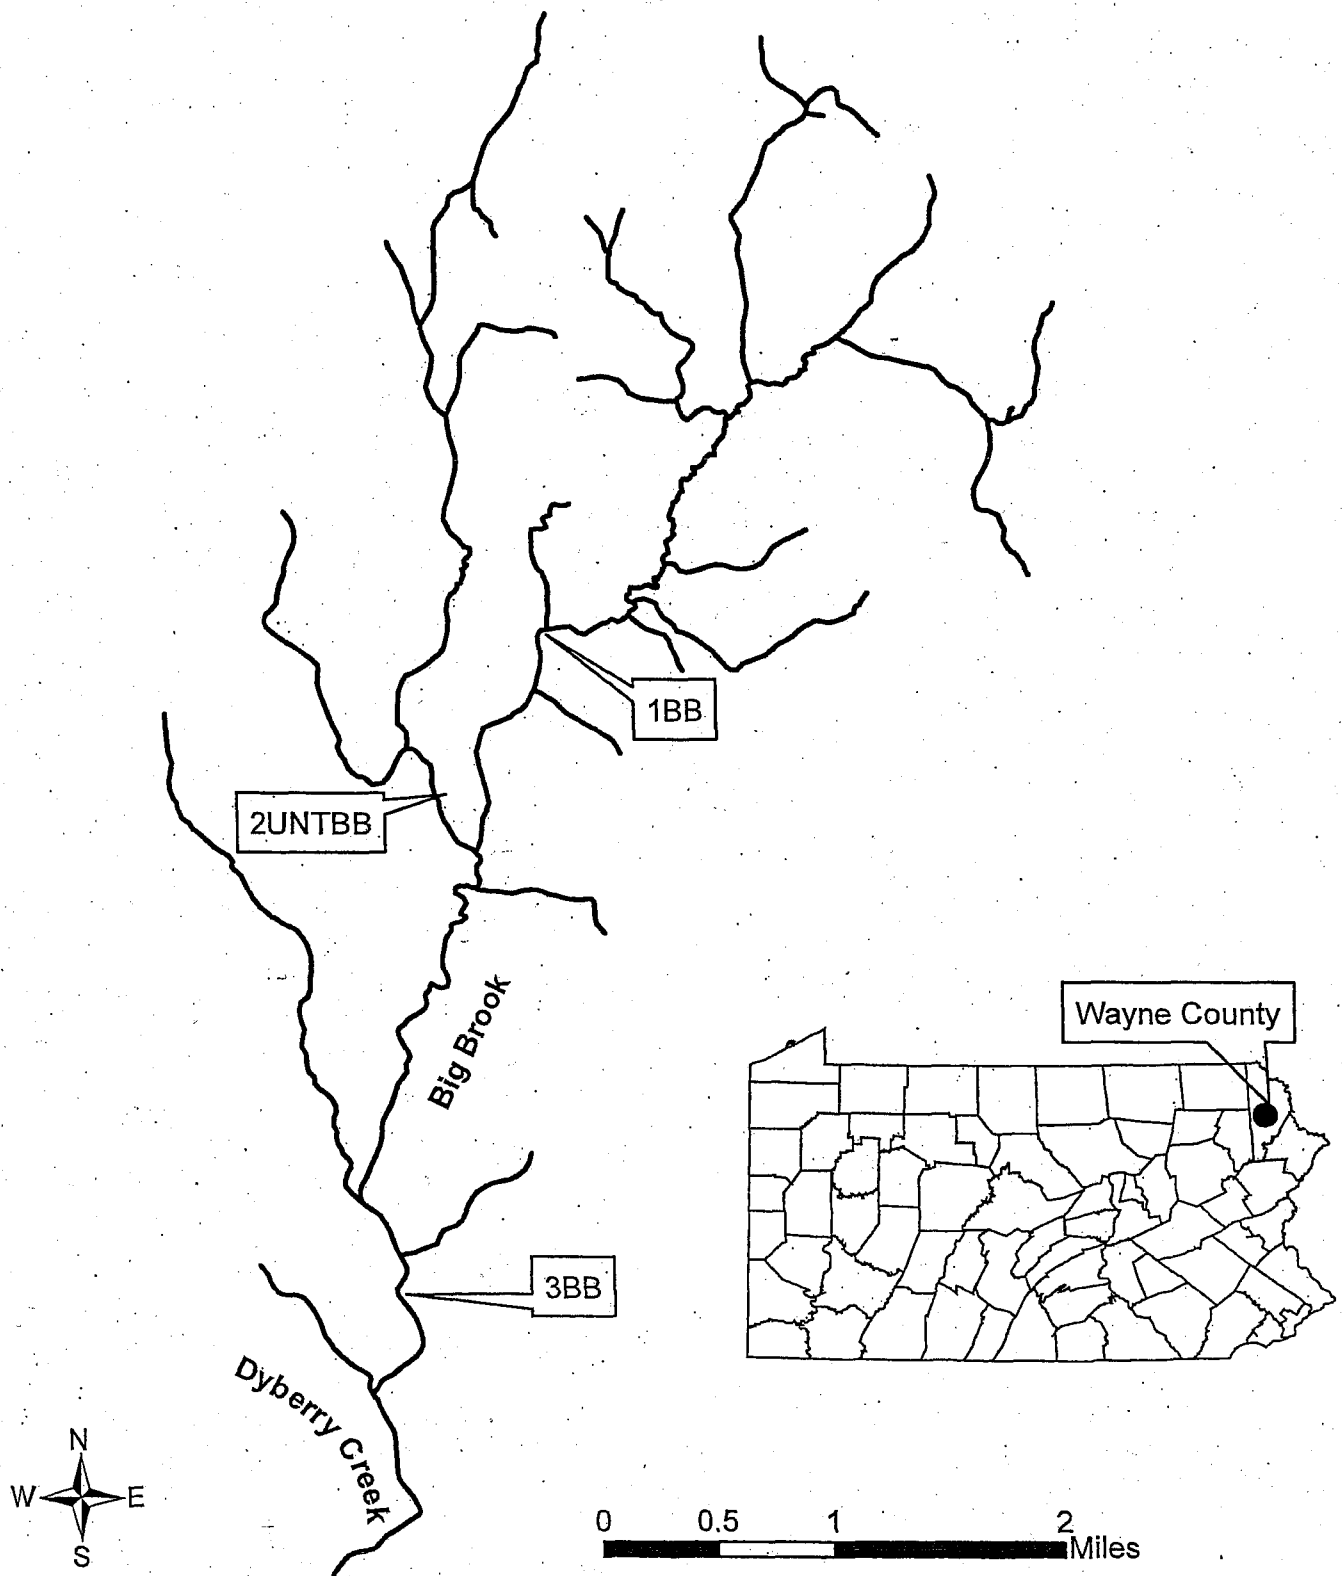 1BB
2UNTBB
Big Brook
Wayne County
3BB
Dyberry Creek
N
W E
S
0 0.5 1 2
Miles